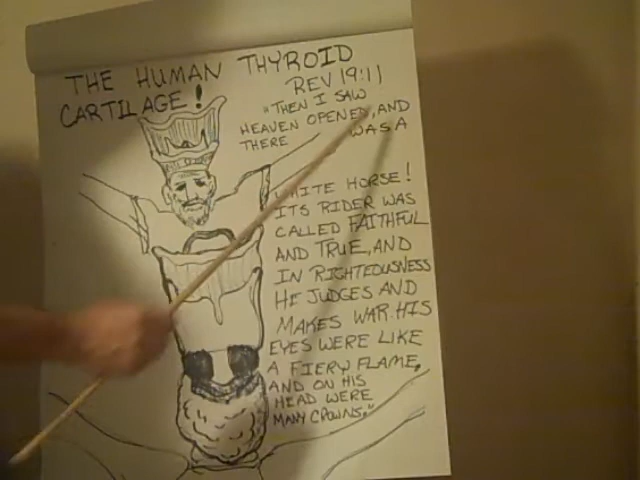 THE HUMAN THYROID
CARTILAGE!
REV 19:11
"THEN I SAW
HEAVEN OPENED, AND
THERE WAS A
WHITE HORSE!
ITS RIDER WAS
CALLED FAITHFUL
AND TRUE, AND
IN RIGHTEOUSNESS
HE JUDGES AND
MAKES WAR. HIS
EYES WERE LIKE
A FIERY FLAME,
AND ON HIS
HEAD WERE
MANY CROWNS."